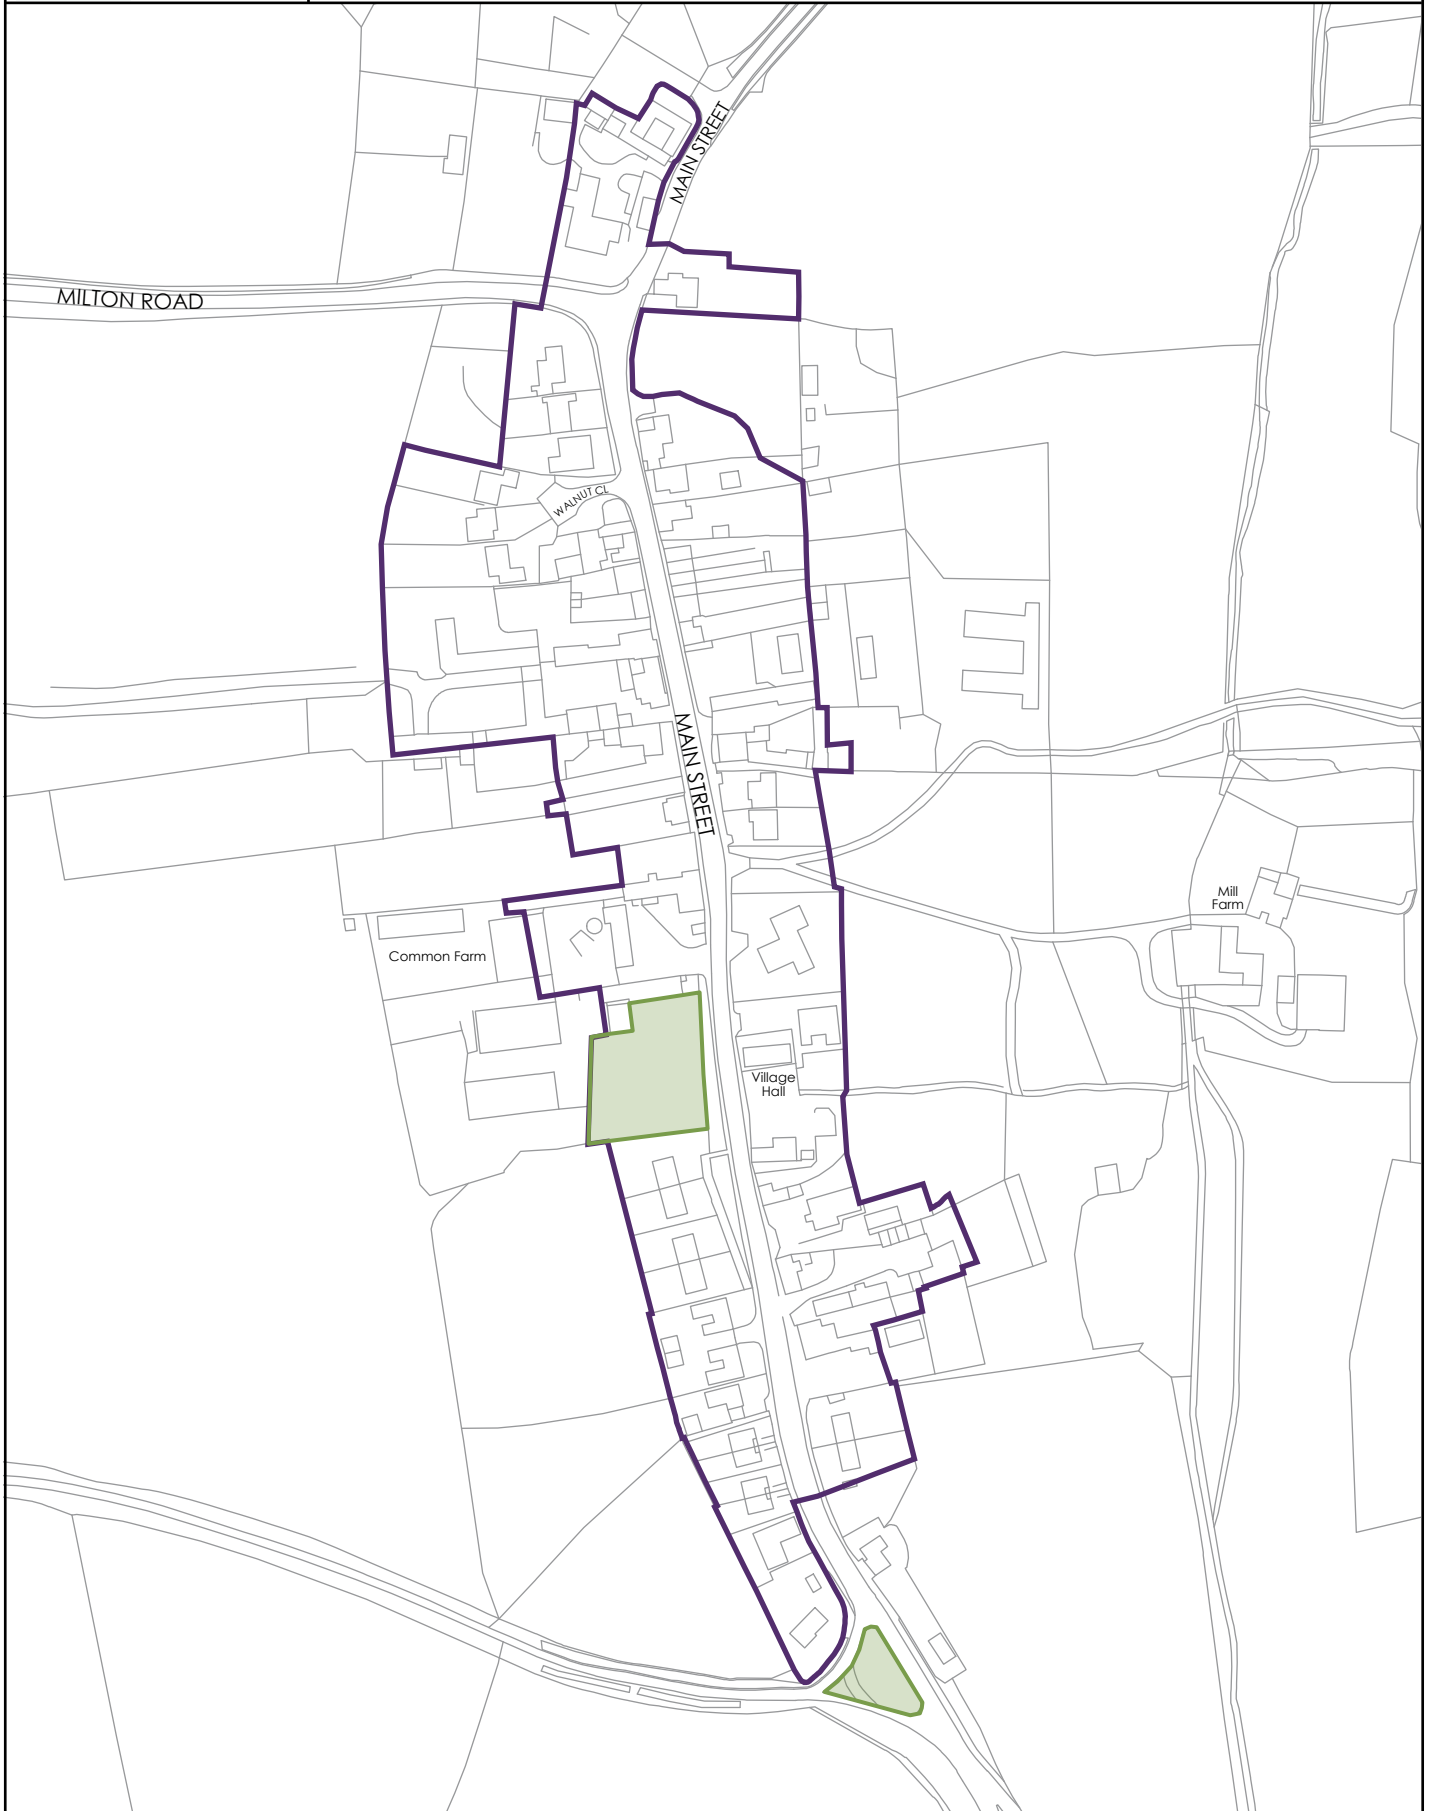 MAIN STREET
MILTON ROAD
WALNUT CL
MAIN STREET
Mill
Farm
Common Farm
Village
Hall